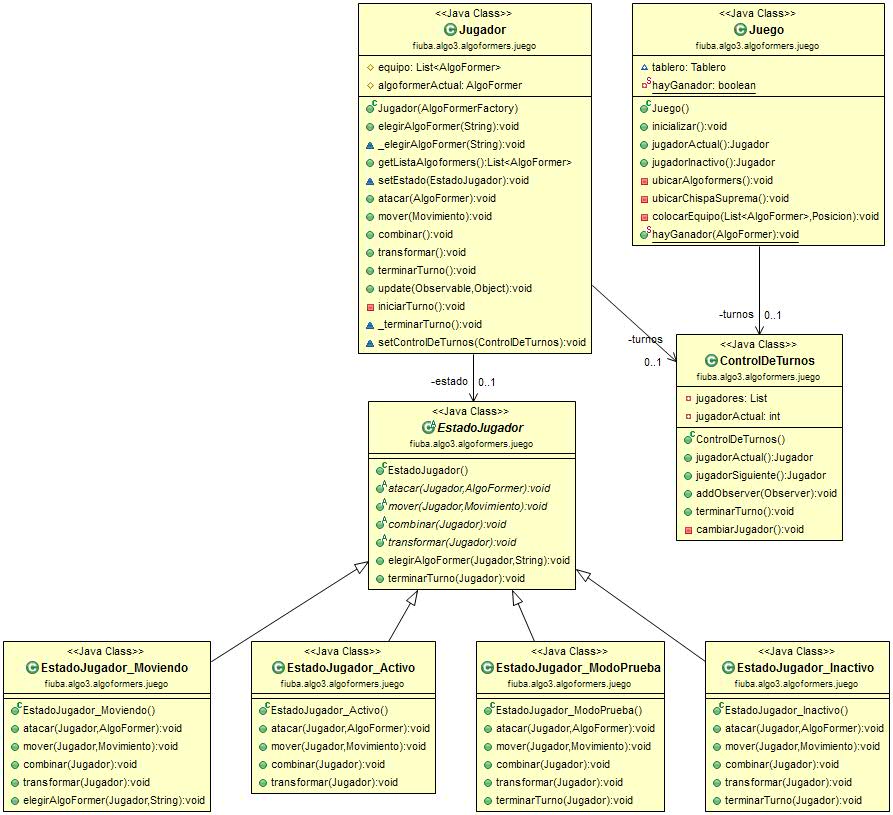 <<Java Class>>
Jugador
fiuba.algo3.algoformers.juego
equipo: List<AlgoFormer>
algoformerActual: AlgoFormer
Jugador(AlgoFormerFactory)
elegirAlgoFormer(String):void
_elegirAlgoFormer(String):void
getListaAlgoformers():List<AlgoFormer>
setEstado(EstadoJugador):void
atacar(AlgoFormer):void
mover(Movimiento):void
combinar():void
transformar():void
terminarTurno():void
update(Observable,Object):void
iniciarTurno():void
_terminarTurno():void
setControlDeTurnos(ControlDeTurnos):void
<<Java Class>>
Juego
fiuba.algo3.algoformers.juego
tablero: Tablero
hayGanador: boolean
Juego()
inicializar():void
jugadorActual():Jugador
jugadorInactivo():Jugador
ubicarAlgoformers():void
ubicarChispaSuprema():void
colocarEquipo(List<AlgoFormer>,Posicion):void
hayGanador(AlgoFormer):void
-turnos
0..1
-turnos
0..1
<<Java Class>>
ControlDeTurnos
fiuba.algo3.algoformers.juego
jugadores: List
jugadorActual: int
ControlDeTurnos()
jugadorActual():Jugador
jugadorSiguiente():Jugador
addObserver(Observer):void
terminarTurno():void
cambiarJugador():void
-estado
0..1
<<Java Class>>
EstadoJugador
fiuba.algo3.algoformers.juego
EstadoJugador()
atacar(Jugador,AlgoFormer):void
mover(Jugador,Movimiento):void
combinar(Jugador):void
transformar(Jugador):void
elegirAlgoFormer(Jugador,String):void
terminarTurno(Jugador):void
<<Java Class>>
EstadoJugador_Moviendo
fiuba.algo3.algoformers.juego
EstadoJugador_Moviendo()
atacar(Jugador,AlgoFormer):void
mover(Jugador,Movimiento):void
combinar(Jugador):void
transformar(Jugador):void
elegirAlgoFormer(Jugador,String):void
<<Java Class>>
EstadoJugador_Activo
fiuba.algo3.algoformers.juego
EstadoJugador_Activo()
atacar(Jugador,AlgoFormer):void
mover(Jugador,Movimiento):void
combinar(Jugador):void
transformar(Jugador):void
<<Java Class>>
EstadoJugador_ModoPrueba
fiuba.algo3.algoformers.juego
EstadoJugador_ModoPrueba()
atacar(Jugador,AlgoFormer):void
mover(Jugador,Movimiento):void
combinar(Jugador):void
transformar(Jugador):void
terminarTurno(Jugador):void
<<Java Class>>
EstadoJugador_Inactivo
fiuba.algo3.algoformers.juego
EstadoJugador_Inactivo()
atacar(Jugador,AlgoFormer):void
mover(Jugador,Movimiento):void
combinar(Jugador):void
transformar(Jugador):void
terminarTurno(Jugador):void